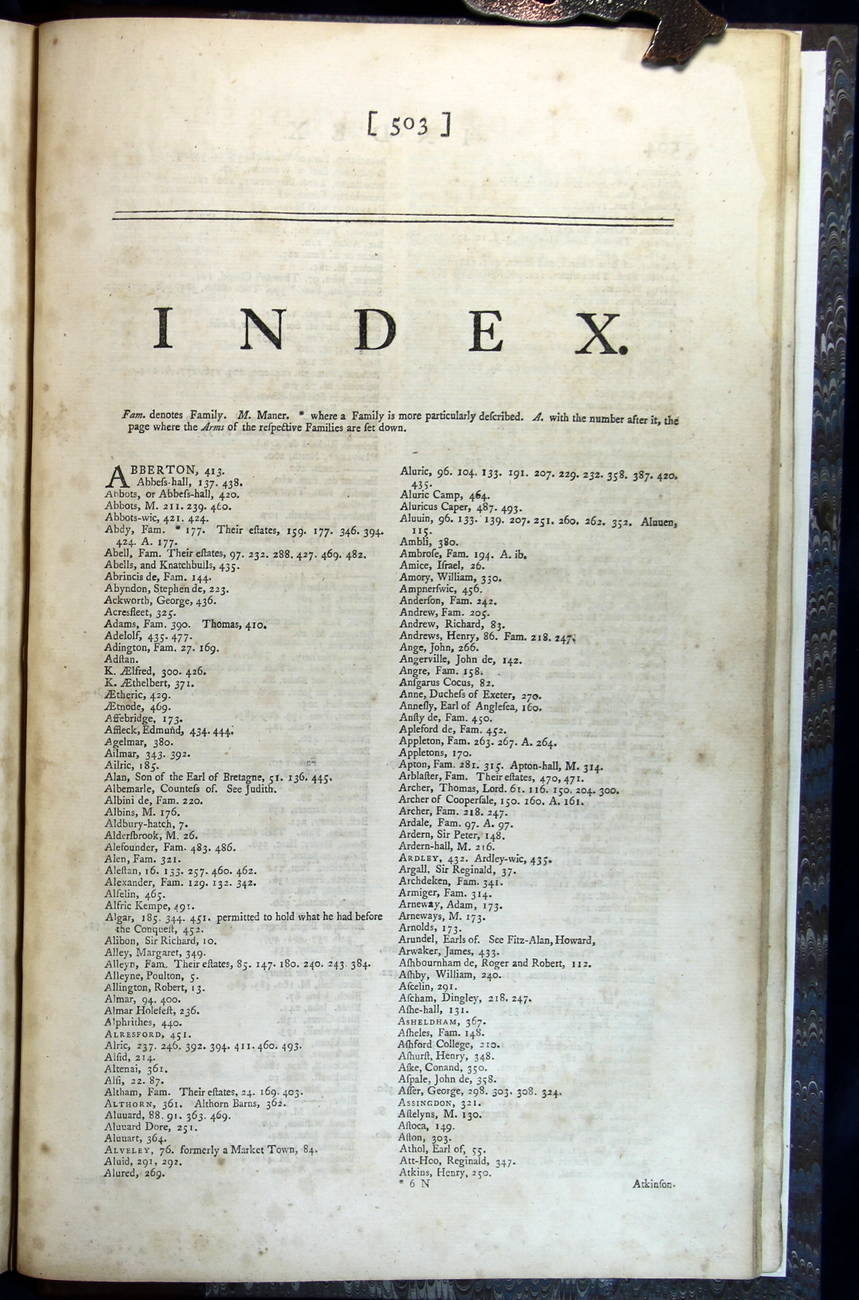 [ 503 ]
I N D E X.
Fam. denotes Family. M. Maner. * where a Family is more particularly deſcribed. A. with the number after it, the
page where the Arms of the reſpective Families are ſet down.
ABBERTON, 413.
Abbeſs-hall, 137. 438.
Abbots, or Abbeſs-hall, 420.
Abbots, M. 211. 239. 460.
Abbots-wic, 421. 424.
Abdy, Fam. * 177. Their eſtates, 159. 177. 346. 394.
424. A. 177.
Abell, Fam. Their eſtates, 97. 232. 288. 427. 469. 482.
Abells, and Knatchbulls, 435.
Abrincis de, Fam. 144.
Abyndon, Stephen de, 223.
Ackworth, George, 436.
Acresfleet, 325.
Adams, Fam. 390. Thomas, 410.
Adelolf, 435. 477.
Adington, Fam. 27. 169.
Adſtan.
K. Ælfred, 300. 426.
K. Æthelbert, 371.
Ætheric, 429.
Ætnode, 469.
Affebridge, 173.
Affleck, Edmund, 434. 444.
Agelmar, 380.
Ailmar, 343. 392.
Ailric, 185.
Alan, Son of the Earl of Bretagne, 51. 136. 445.
Albemarle, Counteſs of. See Judith.
Albini de, Fam. 220.
Albins, M. 176.
Aldbury-hatch, 7.
Alderſbrook, M. 26.
Alefounder, Fam. 483. 486.
Alen, Fam. 321.
Aleſtan, 16. 133. 257. 460. 462.
Alexander, Fam. 129. 132. 342.
Alfelin, 465.
Alfric Kempe, 491.
Algar, 185. 344. 451. permitted to hold what he had before
the Conqueſt, 452.
Alibon, Sir Richard, 10.
Alley, Margaret, 349.
Alleyn, Fam. Their eſtates, 85. 147. 180. 240. 243. 384.
Alleyne, Poulton, 5.
Allington, Robert, 13.
Almar, 94. 400.
Almar Holefeſt, 236.
Alphrithes, 440.
ALRESFORD, 451.
Alric, 237. 246. 392. 394. 411. 460. 493.
Alſid, 214.
Altenai, 361.
Alſi, 22. 87.
Altham, Fam. Their eſtates, 24. 169. 403.
ALTHORN, 361. Althorn Barns, 362.
Aluuard, 88. 91. 363. 469.
Aluuard Dore, 251.
Aluuart, 364.
ALVELEY, 76. formerly a Market Town, 84.
Aluid, 291, 292.
Alured, 269.
Aluric, 96. 104. 133. 191. 207. 229. 232. 358. 387. 420.
435.
Aluric Camp, 464.
Aluricus Caper, 487. 493.
Aluuin, 96. 133. 139. 207. 251. 260. 262. 352. Aluuen,
115.
Ambli, 380.
Ambroſe, Fam. 194. A. ib.
Amice, Iſrael, 26.
Amory, William, 330.
Ampnerſwic, 456.
Anderſon, Fam. 242.
Andrew, Fam. 205.
Andrew, Richard, 83.
Andrews, Henry, 86. Fam. 218. 247.
Ange, John, 266.
Angerville, John de, 142.
Angre, Fam. 158.
Anſgarus Cocus, 82.
Anne, Ducheſs of Exeter, 270.
Anneſly, Earl of Angleſea, 160.
Anſty de, Fam. 450.
Apleford de, Fam. 452.
Appleton, Fam. 263. 267. A. 264.
Appletons, 170.
Apton, Fam. 281. 315. Apton-hall, M. 314.
Arblaſter, Fam. Their eſtates, 470, 471.
Archer, Thomas, Lord. 61. 116. 150. 204. 300.
Archer of Cooperſale, 150. 160. A. 161.
Archer, Fam. 218. 247.
Ardale, Fam. 97. A. 97.
Ardern, Sir Peter, 148.
Ardern-hall, M. 216.
ARDLEY, 432. Ardley-wic, 435.
Argall, Sir Reginald, 37.
Archdeken, Fam. 341.
Armiger, Fam. 314.
Arneway, Adam, 173.
Arneways, M. 173.
Arnolds, 173.
Arundel, Earls of. See Fitz-Alan, Howard,
Arwaker, James, 433.
Aſhbournham de, Roger and Robert, 112.
Aſhby, William, 240.
Aſcelin, 291.
Aſcham, Dingley, 218. 247.
Aſhe-hall, 131.
ASHELDHAM, 367.
Aſheles, Fam. 148.
Aſhford College, 210.
Aſhurſt, Henry, 348.
Aſke, Conand, 350.
Aſpale, John de, 358.
Aſſer, George, 298. 303. 308. 324.
ASSINGDON, 321.
Aſtelyns, M. 130.
Aſtoca, 149.
Aſton, 303.
Athol, Earl of, 55.
Att-Hoo, Reginald, 347.
Atkins, Henry, 250.
* 6 N Atkinſon.